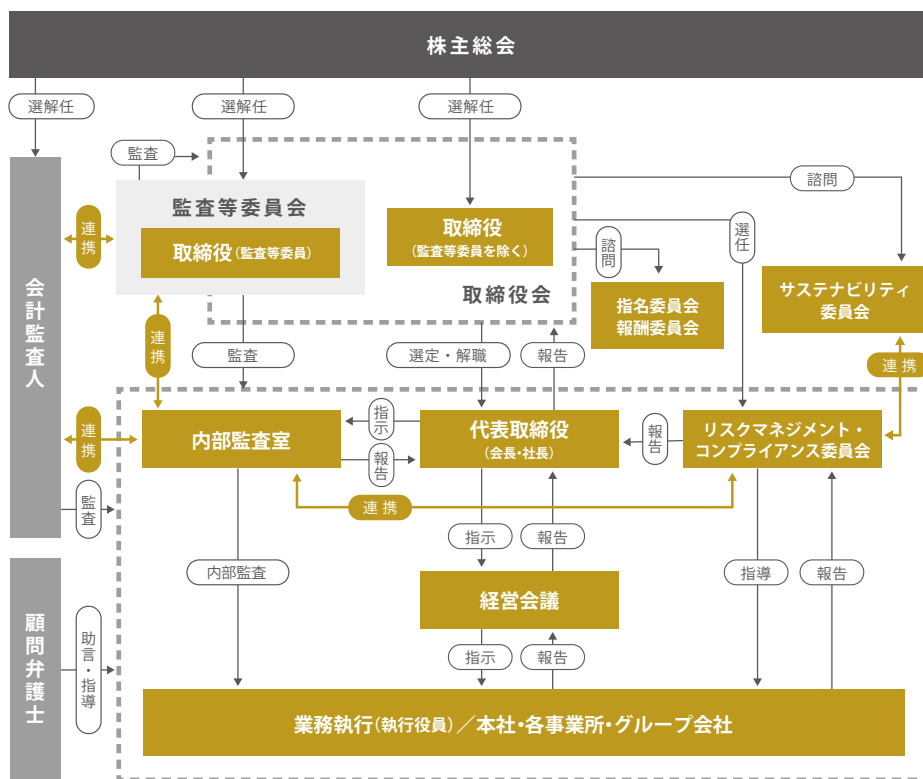 株主総会
選解任
選解任
選解任
監査
諮問
監査等委員会
取締役(監査等委員)
取締役
(監査等委員を除く)
取締役会
連携
諮問
選任
指名委員会
報酬委員会
サステナビリティ
委員会
会計監査人
連携
監査
選定・解職
報告
連携
連携
内部監査室
指示
報告
代表取締役
(会長・社長)
報告
リスクマネジメント・
コンプライアンス委員会
監査
連携
指示
報告
内部監査
経営会議
指導
報告
顧問弁護士
助言・指導
指示
報告
業務執行(執行役員)／本社・各事業所・グループ会社